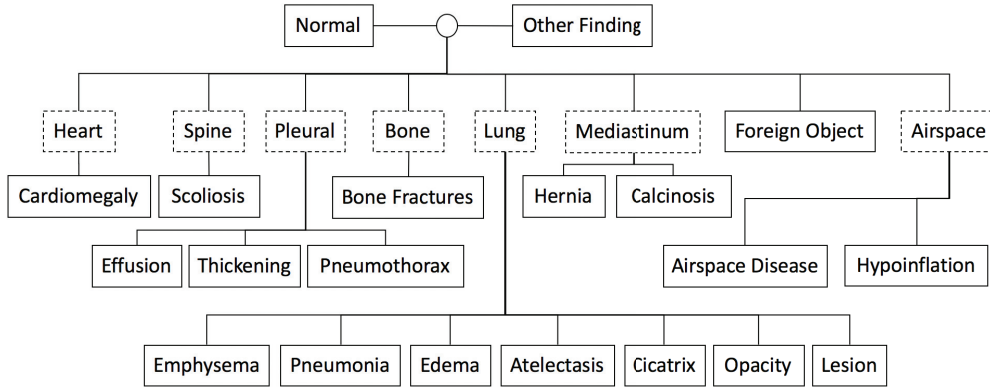 Normal
Other Finding
Heart
Spine
Pleural
Bone
Lung
Mediastinum
Foreign Object
Airspace
Cardiomegaly
Scoliosis
Bone Fractures
Hernia
Calcinosis
Effusion
Thickening
Pneumothorax
Airspace Disease
Hypoinflation
Emphysema
Pneumonia
Edema
Atelectasis
Cicatrix
Opacity
Lesion